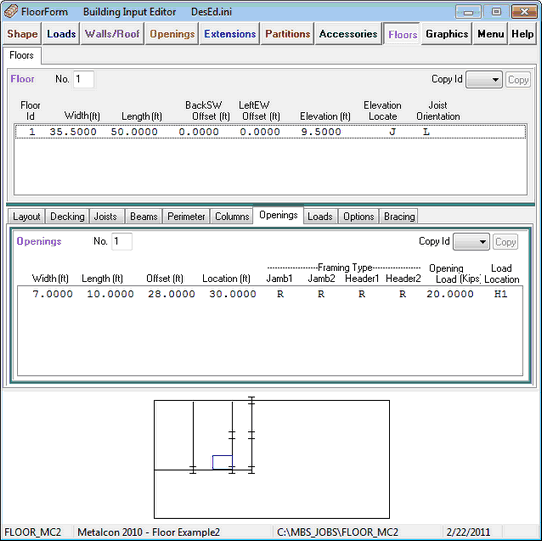 FloorForm Building Input Editor DesEd.ini
Shape Loads Walls/Roof Openings Extensions Partitions Accessories Floors Graphics Menu Help
Floors
Floor No. 1 Copy Id Copy
Floor Id Width(ft) Length(ft) BackSW Offset (ft) LeftEW Offset (ft) Elevation (ft) Elevation Locate Joist Orientation
1 35.5000 50.0000 0.0000 0.0000 9.5000 J L
Layout Decking Joists Beams Perimeter Columns Openings Loads Options Bracing
Openings No. 1 Copy Id Copy
Width (ft) Length (ft) Offset (ft) Location (ft) -----Framing Type----- Jamb1 Jamb2 Header1 Header2 Opening Load (Kips) Load Location
7.0000 10.0000 28.0000 30.0000 R R R R 20.0000 H1
FLOOR_MC2 Metalcon 2010 - Floor Example2 C:\MBS_JOBS\FLOOR_MC2 2/22/2011